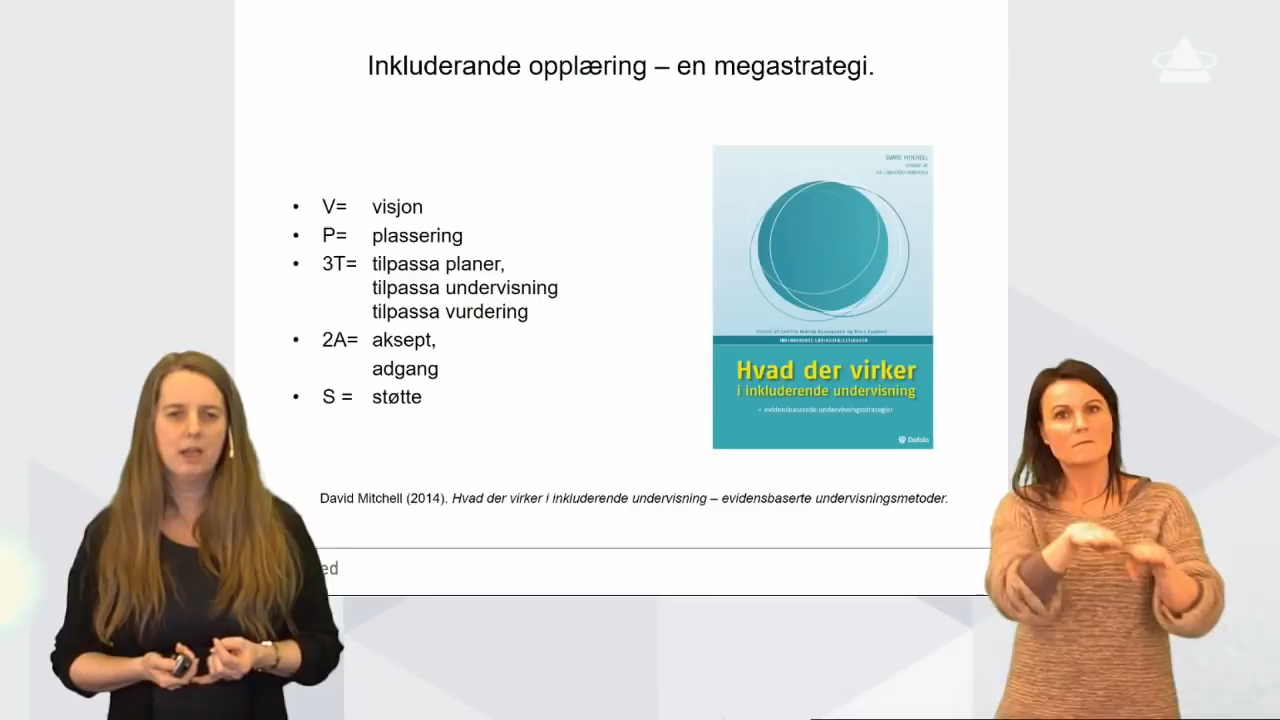 Inkluderande opplæring – en megastrategi.
• V= visjon
• P= plassering
• 3T= tilpassa planer,
tilpassa undervisning
tilpassa vurdering
• 2A= aksept,
adgang
• S = støtte
DAVID MITCHELL
INKLUDERENDE LÆRINGSFÆLLESSKABER
Hvad der virker
i inkluderende undervisning
– evidensbaserede undervisningsstrategier
Dafolo
David Mitchell (2014). Hvad der virker i inkluderende undervisning – evidensbaserte undervisningsmetoder.
ed